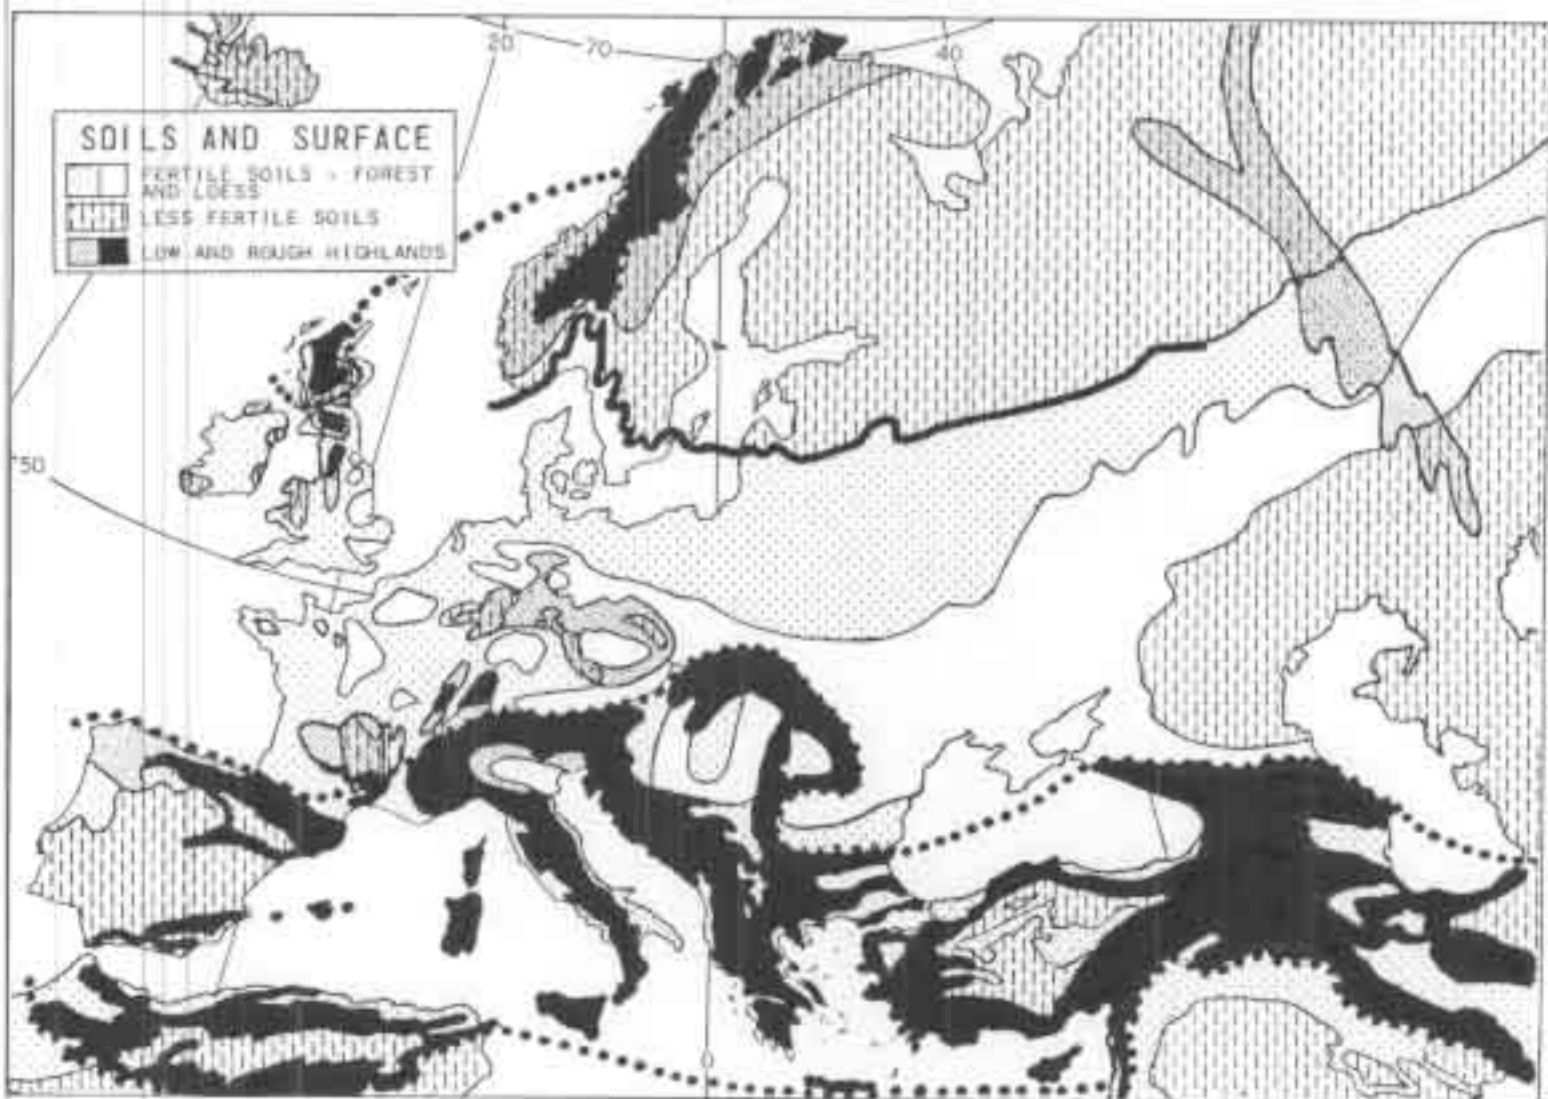 20
70
40
SOILS AND SURFACE
FERTILE SOILS - FOREST
AND LOESS
LESS FERTILE SOILS
LOW AND ROUGH HIGHLANDS
50
0